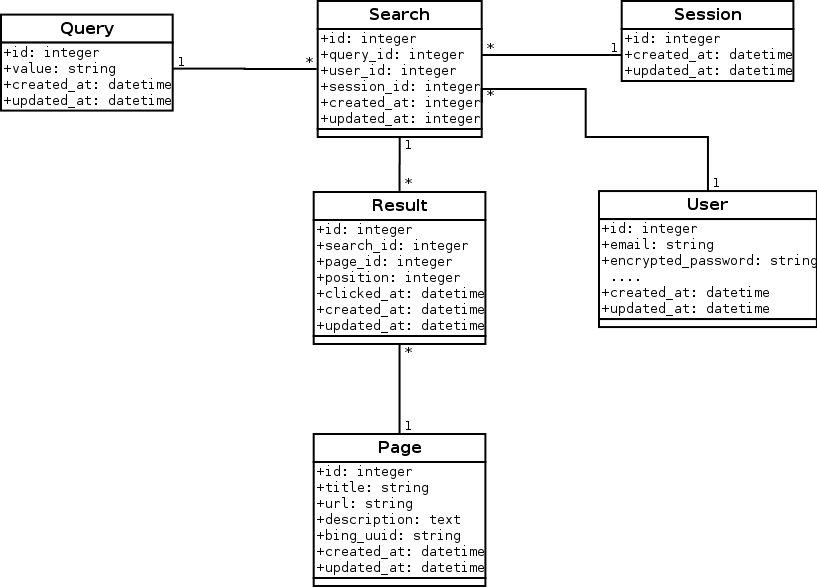 Query
+id: integer
+value: string
+created_at: datetime
+updated_at: datetime
1
*
Search
+id: integer
+query_id: integer
+user_id: integer
+session_id: integer
+created_at: integer
+updated_at: integer
*
1
*
1
Session
+id: integer
+created_at: datetime
+updated_at: datetime
1
*
Result
+id: integer
+search_id: integer
+page_id: integer
+position: integer
+clicked_at: datetime
+created_at: datetime
+updated_at: datetime
User
+id: integer
+email: string
+encrypted_password: string
....
+created_at: datetime
+updated_at: datetime
*
1
Page
+id: integer
+title: string
+url: string
+description: text
+bing_uuid: string
+created_at: datetime
+updated_at: datetime